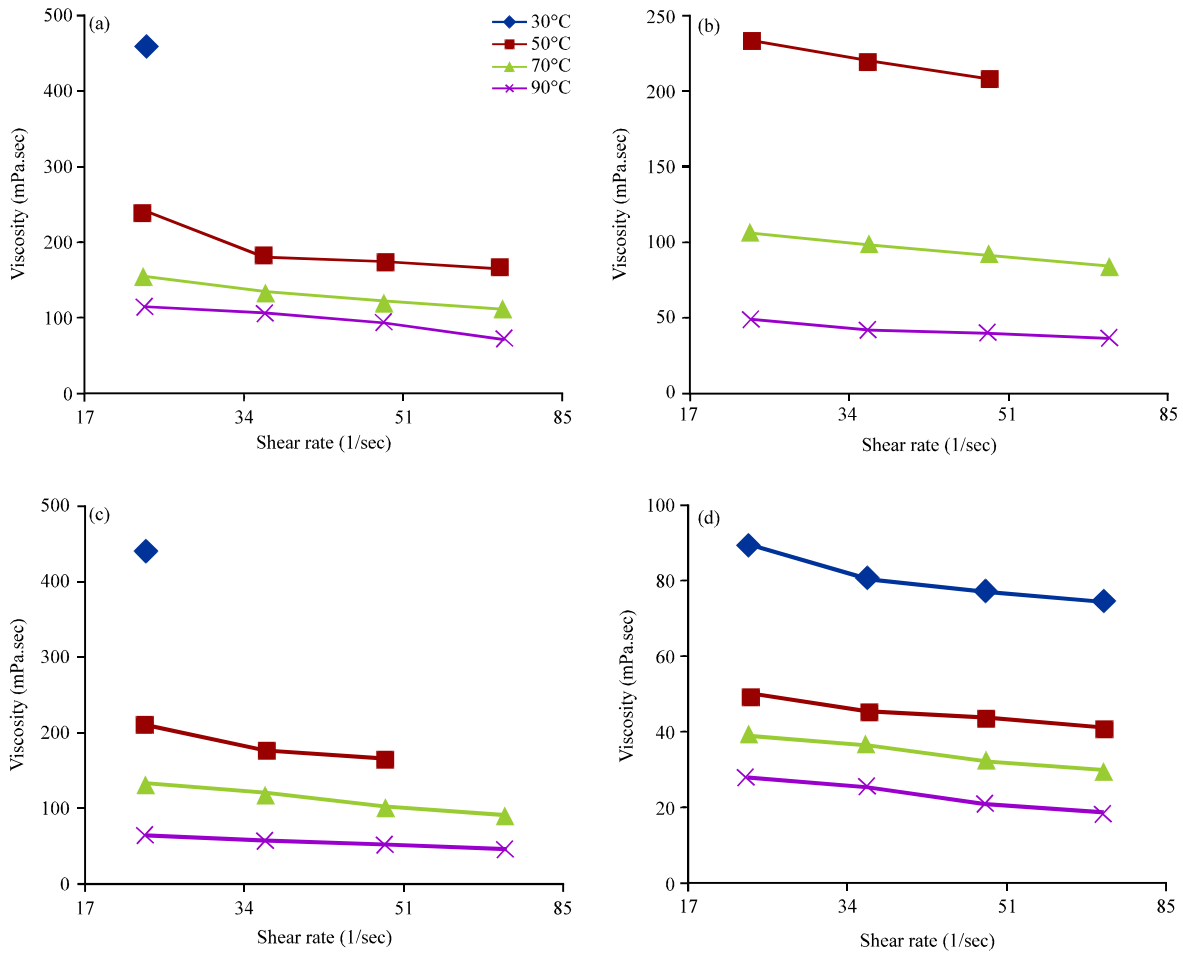 (a)
500
400
300
200
100
0
17 34 51 85
Viscosity (mPa.sec)
Shear rate (1/sec)
30°C
50°C
70°C
90°C
(b)
250
200
150
100
50
0
17 34 51 85
Viscosity (mPa.sec)
Shear rate (1/sec)
(c)
500
400
300
200
100
0
17 34 51 85
Viscosity (mPa.sec)
Shear rate (1/sec)
(d)
100
80
60
40
20
0
17 34 51 85
Viscosity (mPa.sec)
Shear rate (1/sec)